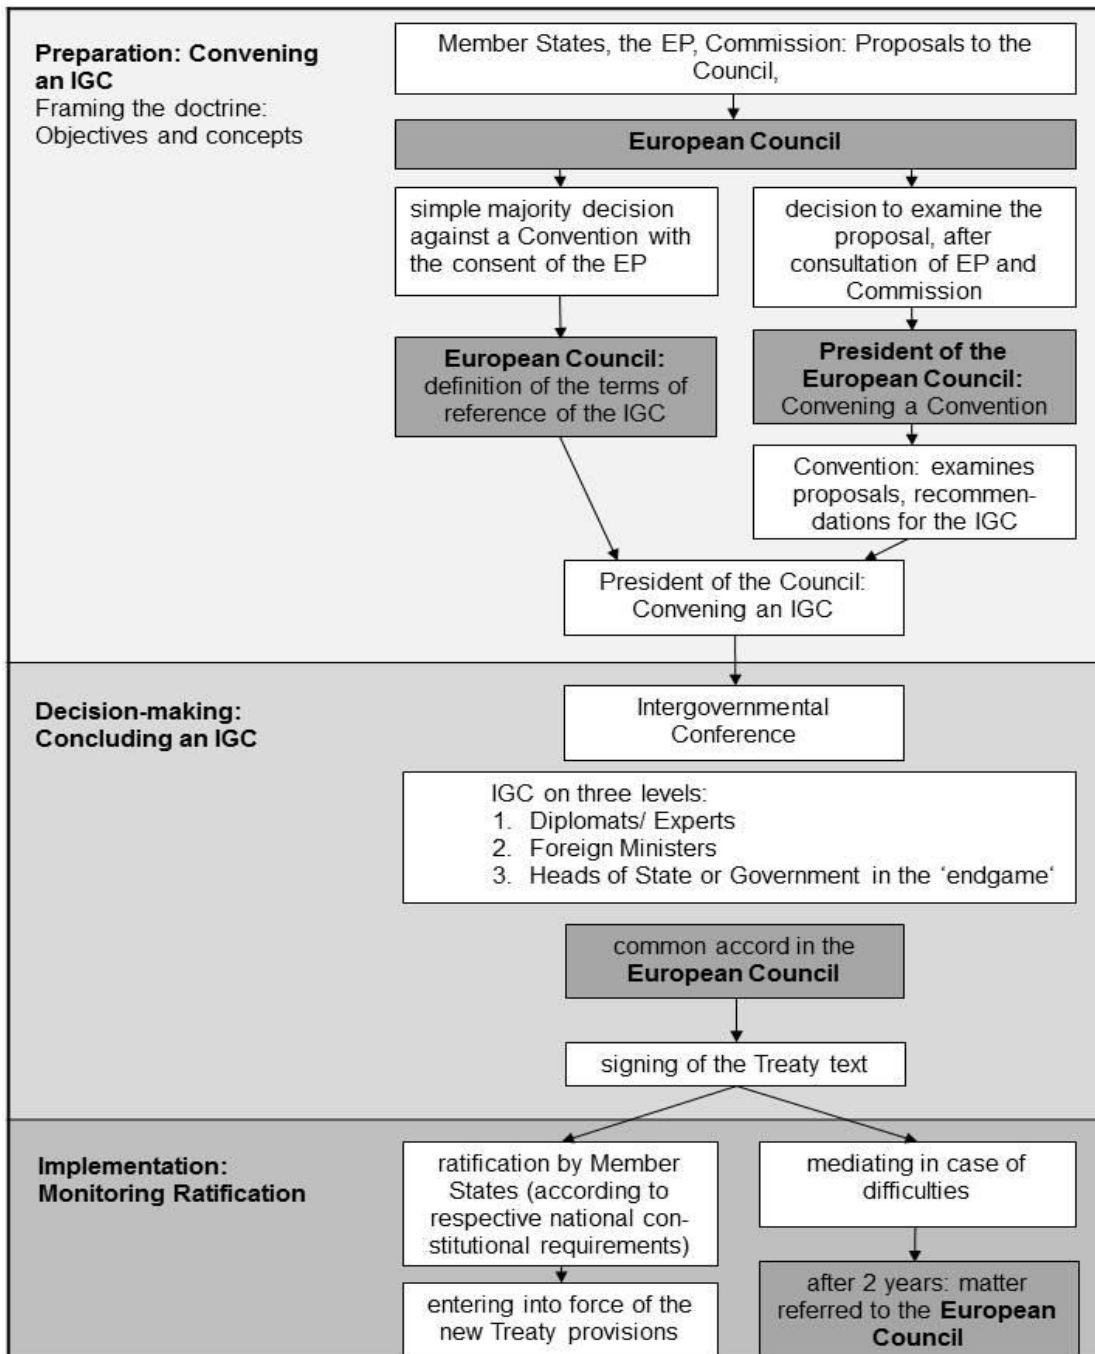 Preparation: Convening
an IGC
Framing the doctrine:
Objectives and concepts
Member States, the EP, Commission: Proposals to the
Council,
European Council
simple majority decision
against a Convention with
the consent of the EP
decision to examine the
proposal, after
consultation of EP and
Commission
European Council:
definition of the terms of
reference of the IGC
President of the
European Council:
Convening a Convention
Convention: examines
proposals, recommen-
dations for the IGC
President of the Council:
Convening an IGC
Decision-making:
Concluding an IGC
Intergovernmental
Conference
IGC on three levels:
1. Diplomats/ Experts
2. Foreign Ministers
3. Heads of State or Government in the ‘endgame‘
common accord in the
European Council
signing of the Treaty text
Implementation:
Monitoring Ratification
ratification by Member
States (according to
respective national con-
stitutional requirements)
mediating in case of
difficulties
entering into force of the
new Treaty provisions
after 2 years: matter
referred to the European
Council